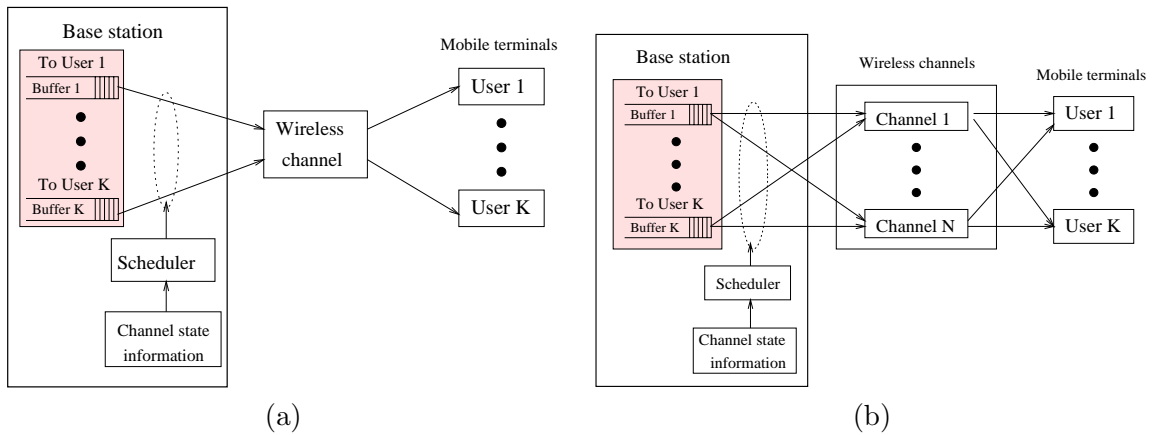 Base station
To User 1
Buffer 1
To User K
Buffer K
Scheduler
Channel state
information
Wireless
channel
Mobile terminals
User 1
User K
(a)
Base station
To User 1
Buffer 1
To User K
Buffer K
Scheduler
Channel state
information
Wireless channels
Channel 1
Channel N
Mobile terminals
User 1
User K
(b)